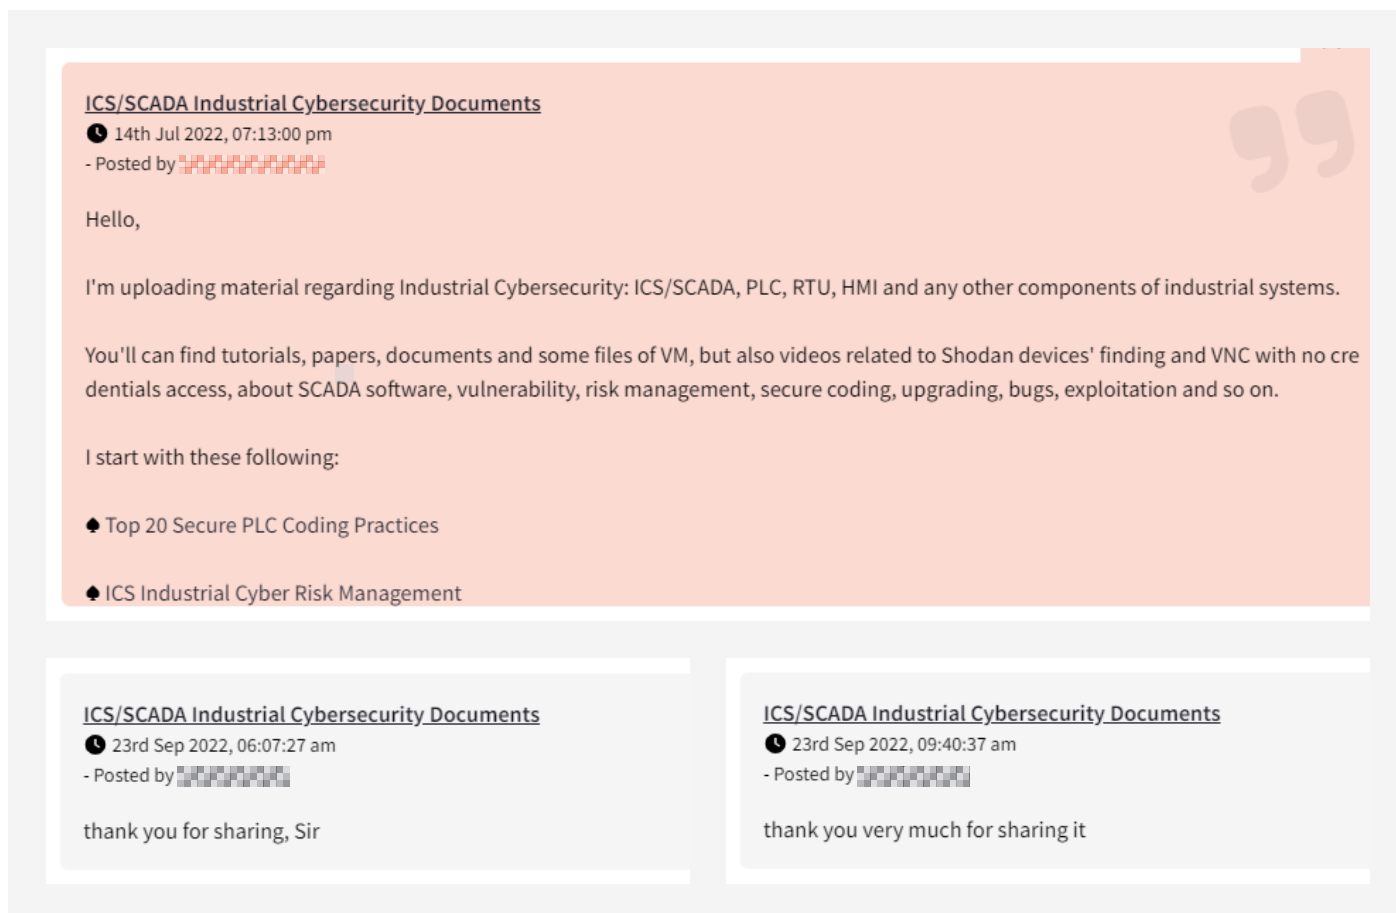 ICS/SCADA Industrial Cybersecurity Documents
14th Jul 2022, 07:13:00 pm
- Posted by
Hello,
I'm uploading material regarding Industrial Cybersecurity: ICS/SCADA, PLC, RTU, HMI and any other components of industrial systems.
You'll can find tutorials, papers, documents and some files of VM, but also videos related to Shodan devices' finding and VNC with no cre
dentials access, about SCADA software, vulnerability, risk management, secure coding, upgrading, bugs, exploitation and so on.
I start with these following:
♠ Top 20 Secure PLC Coding Practices
♠ ICS Industrial Cyber Risk Management
ICS/SCADA Industrial Cybersecurity Documents
23rd Sep 2022, 06:07:27 am
- Posted by
thank you for sharing, Sir
ICS/SCADA Industrial Cybersecurity Documents
23rd Sep 2022, 09:40:37 am
- Posted by
thank you very much for sharing it